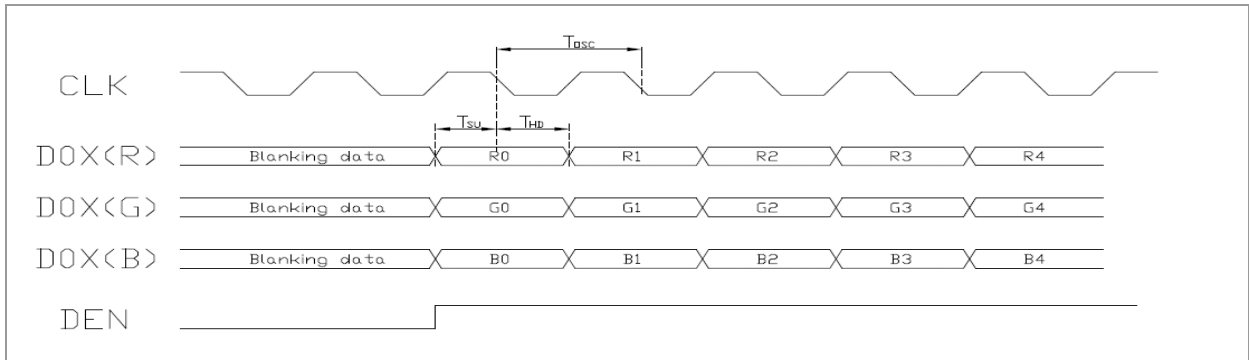 Tosc
CLK
Tsu THD
DOX(R) Blanking data R0 R1 R2 R3 R4
DOX(G) Blanking data G0 G1 G2 G3 G4
DOX(B) Blanking data B0 B1 B2 B3 B4
DEN